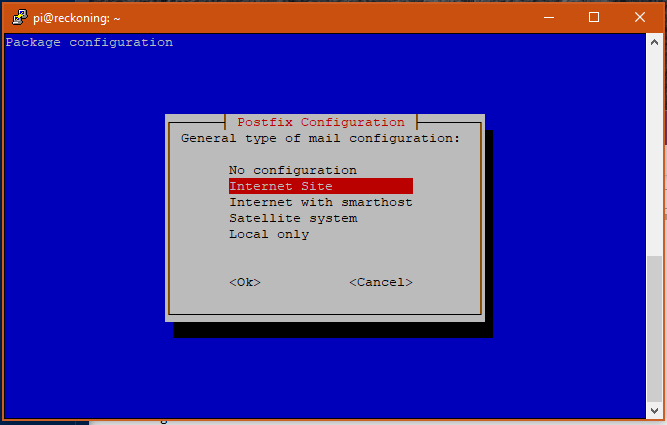 pi@reckoning: ~
Package configuration
Postfix Configuration
General type of mail configuration:
No configuration
Internet Site
Internet with smarthost
Satellite system
Local only
<Ok> <Cancel>